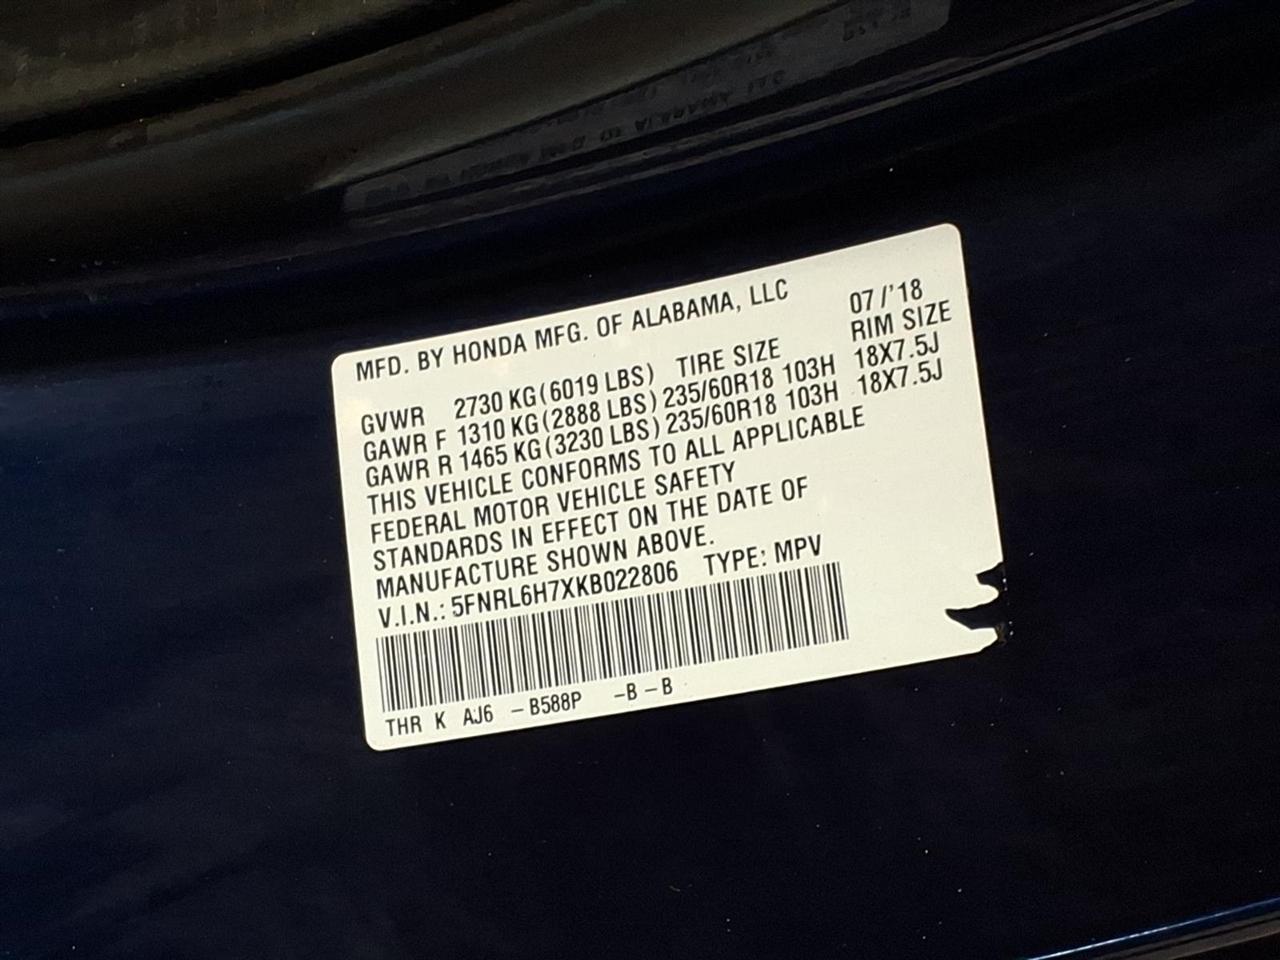 MFD. BY HONDA MFG. OF ALABAMA, LLC 07/'18
GVWR 2730 KG(6019 LBS) TIRE SIZE RIM SIZE
GAWR F 1310 KG(2888 LBS) 235/60R18 103H 18X7.5J
GAWR R 1465 KG(3230 LBS) 235/60R18 103H 18X7.5J
THIS VEHICLE CONFORMS TO ALL APPLICABLE
FEDERAL MOTOR VEHICLE SAFETY
STANDARDS IN EFFECT ON THE DATE OF
MANUFACTURE SHOWN ABOVE.
V.I.N.: 5FNRL6H7XKB022806 TYPE: MPV
THR K AJ6 – B588P –B –B